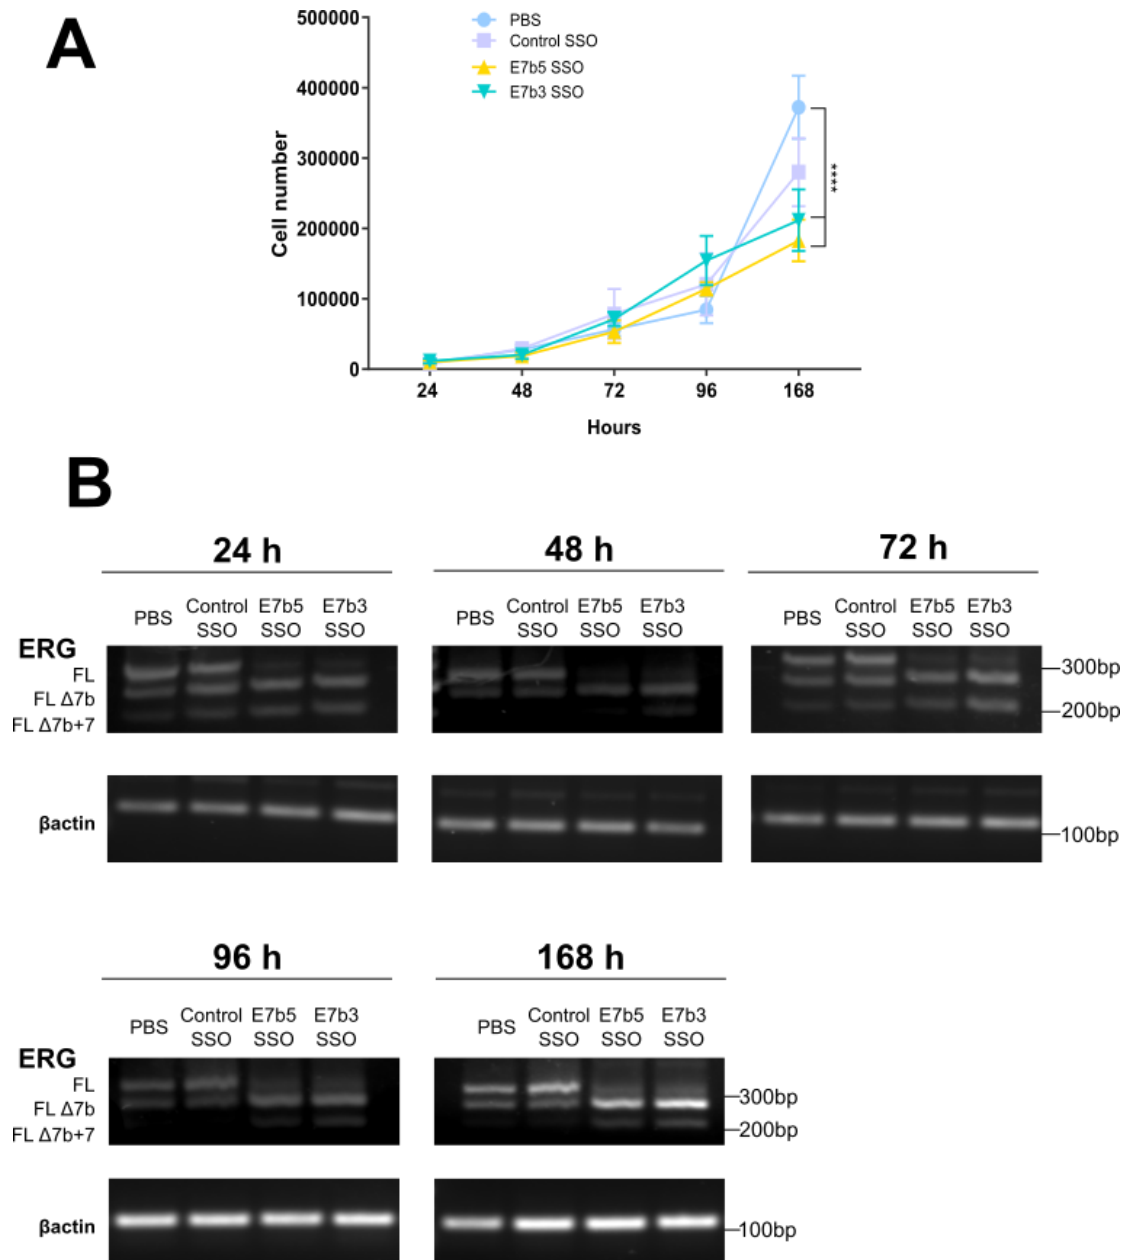 A
500000
400000
300000
200000
100000
0
Cell number
PBS
Control SSO
E7b5 SSO
E7b3 SSO
****
24 48 72 96 168
Hours
B
24 h 48 h 72 h
PBS Control SSO E7b5 SSO E7b3 SSO PBS Control SSO E7b5 SSO E7b3 SSO PBS Control SSO E7b5 SSO E7b3 SSO
ERG
FL 300bp
FL Δ7b
FL Δ7b+7 200bp
βactin 100bp
96 h 168 h
PBS Control SSO E7b5 SSO E7b3 SSO PBS Control SSO E7b5 SSO E7b3 SSO
ERG
FL 300bp
FL Δ7b
FL Δ7b+7 200bp
βactin 100bp